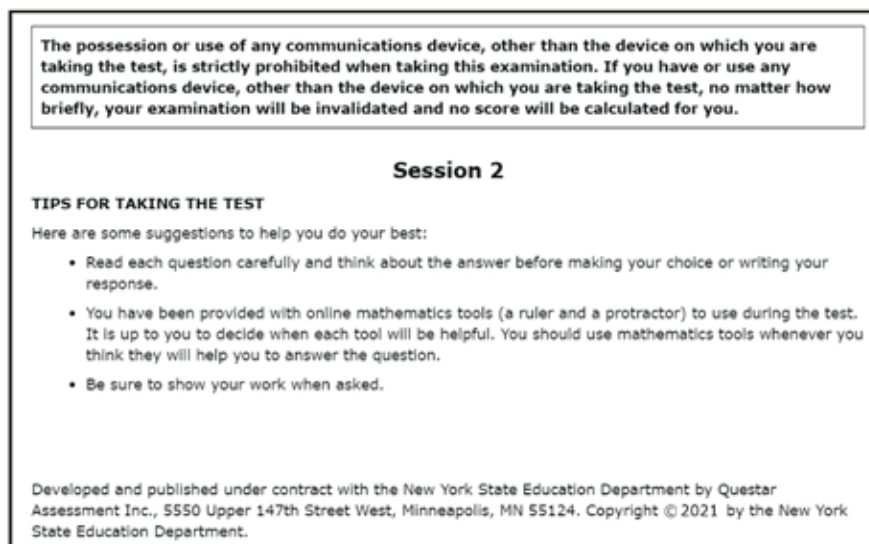 The possession or use of any communications device, other than the device on which you are
taking the test, is strictly prohibited when taking this examination. If you have or use any
communications device, other than the device on which you are taking the test, no matter how
briefly, your examination will be invalidated and no score will be calculated for you.
Session 2
TIPS FOR TAKING THE TEST
Here are some suggestions to help you do your best:
• Read each question carefully and think about the answer before making your choice or writing your
response.
• You have been provided with online mathematics tools (a ruler and a protractor) to use during the test.
It is up to you to decide when each tool will be helpful. You should use mathematics tools whenever you
think they will help you to answer the question.
• Be sure to show your work when asked.
Developed and published under contract with the New York State Education Department by Questar
Assessment Inc., 5550 Upper 147th Street West, Minneapolis, MN 55124. Copyright © 2021 by the New York
State Education Department.